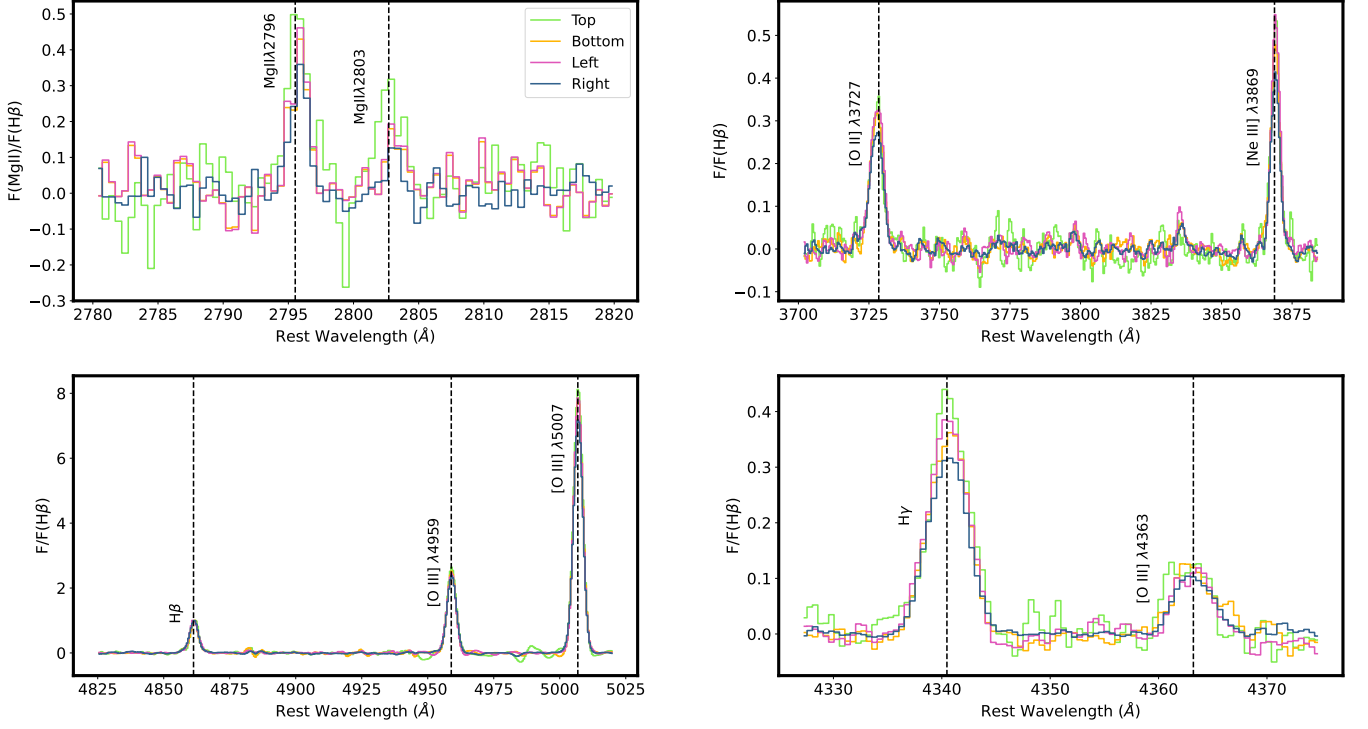 F(MgII)/F(Hβ)
0.5
0.4
0.3
0.2
0.1
0.0
−0.1
−0.2
−0.3
MgIIλ2796
MgIIλ2803
Top
Bottom
Left
Right
2780 2785 2790 2795 2800 2805 2810 2815 2820
Rest Wavelength (Å)
F/F(Hβ)
0.5
0.4
0.3
0.2
0.1
0.0
−0.1
[O II] λ3727
[Ne III] λ3869
3700 3725 3750 3775 3800 3825 3850 3875
Rest Wavelength (Å)
F/F(Hβ)
8
6
4
2
0
Hβ
[O III] λ4959
[O III] λ5007
4825 4850 4875 4900 4925 4950 4975 5000 5025
Rest Wavelength (Å)
F/F(Hβ)
0.4
0.3
0.2
0.1
0.0
Hγ
[O III] λ4363
4330 4340 4350 4360 4370
Rest Wavelength (Å)